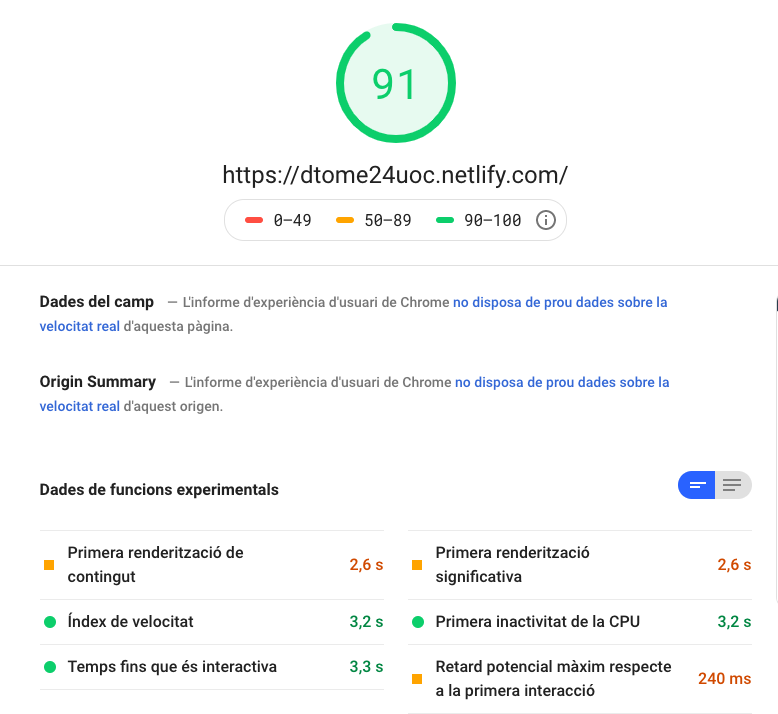 91
https://dtome24uoc.netlify.com/
0–49 50–89 90–100
Dades del camp — L'informe d'experiència d'usuari de Chrome no disposa de prou dades sobre la
velocitat real d'aquesta pàgina.
Origin Summary — L'informe d'experiència d'usuari de Chrome no disposa de prou dades sobre la
velocitat real d'aquest origen.
Dades de funcions experimentals
Primera renderització de
contingut 2,6 s
Índex de velocitat 3,2 s
Temps fins que és interactiva 3,3 s
Primera renderització
significativa 2,6 s
Primera inactivitat de la CPU 3,2 s
Retard potencial màxim respecte
a la primera interacció 240 ms